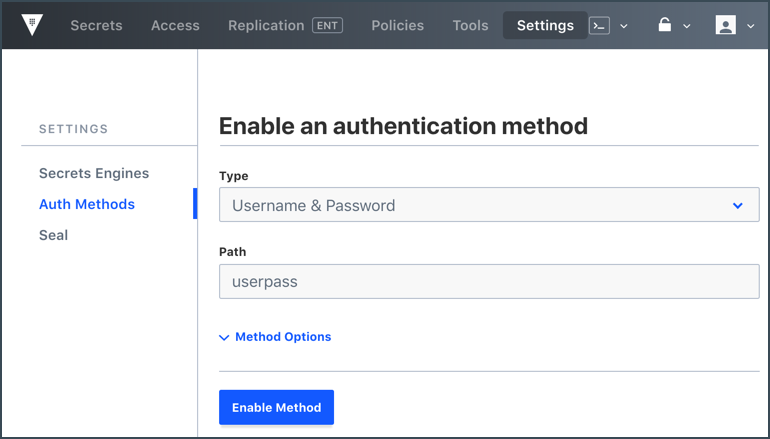 Secrets Access Replication ENT Policies Tools Settings
SETTINGS
Secrets Engines
Auth Methods
Seal
Enable an authentication method
Type
Username & Password
Path
userpass
Method Options
Enable Method